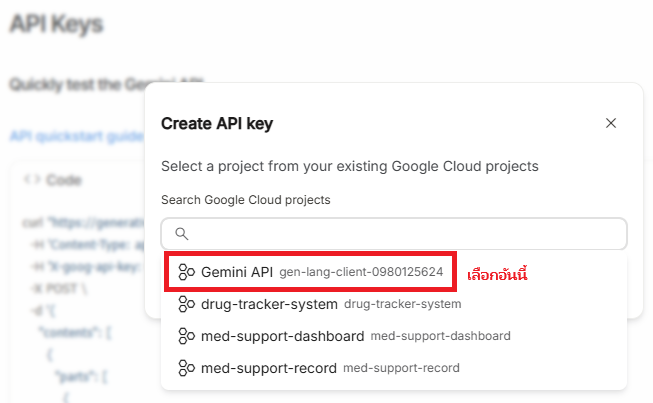 API Keys
Quickly test the Gemini API
API quickstart guide
<> Code
curl "https://generati
-H 'Content-Type: ap
-H 'X-goog-api-key:
-X POST \
-d '{
"contents": [
{
"parts": [
{
Create API key
Select a project from your existing Google Cloud projects
Search Google Cloud projects
Gemini API gen-lang-client-0980125624 เลือกอันนี้
drug-tracker-system drug-tracker-system
med-support-dashboard med-support-dashboard
med-support-record med-support-record